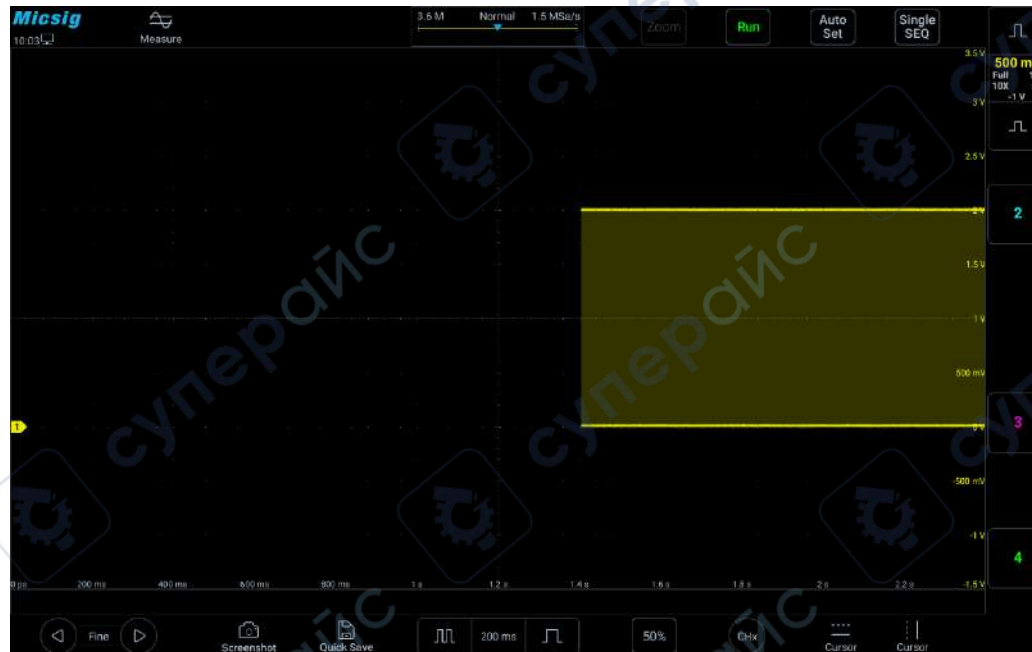 Micsig
10:03
Measure
3.6 M Normal 1.5 MSa/s
Zoom
Run
Auto
Set
Single
SEQ
3.5 V
500 m
Full 1
10X
-1 V
3 V
2.5 V
2
2 V
1.5 V
1 V
500 mV
3
1
0 V
-500 mV
-1 V
4
0 ps 200 ms 400 ms 600 ms 800 ms 1 s 1.2 s 1.4 s 1.6 s 1.8 s 2 s 2.2 s -1.5 V
Fine
Screenshot
Quick Save
200 ms
50%
CHx
Cursor
Cursor
суперайс
суперайс